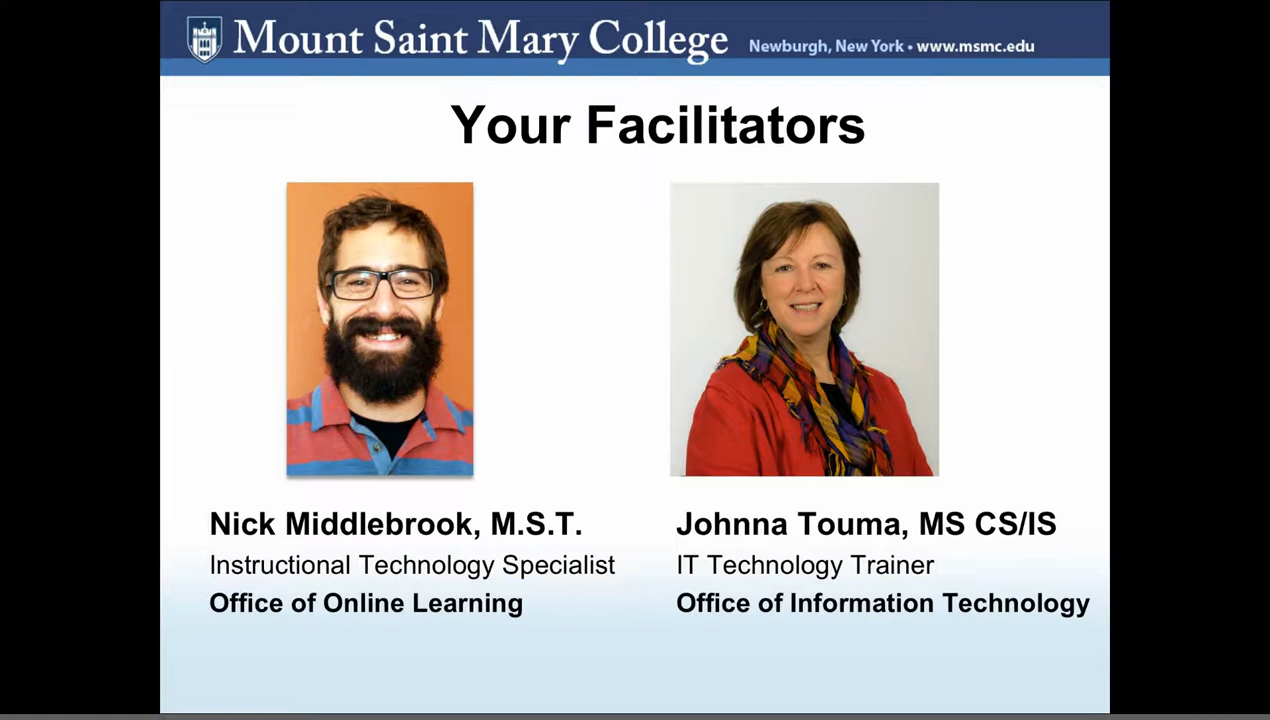 Mount Saint Mary College Newburgh, New York • www.msmc.edu
Your Facilitators
Nick Middlebrook, M.S.T.
Instructional Technology Specialist
Office of Online Learning
Johnna Touma, MS CS/IS
IT Technology Trainer
Office of Information Technology